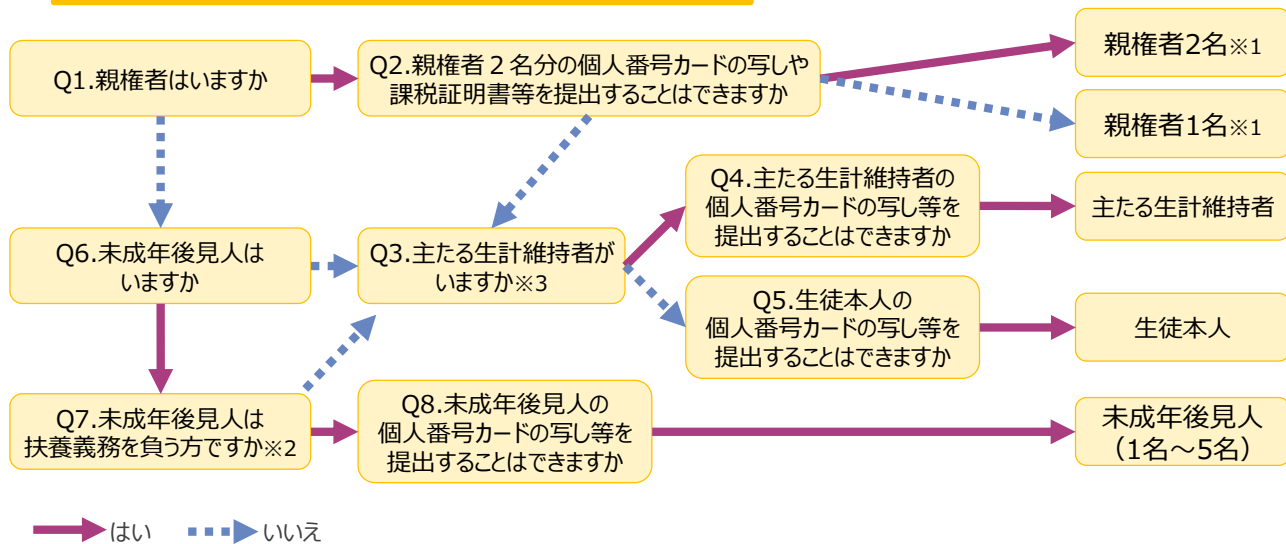 Q1.親権者はいますか
Q2.親権者２名分の個人番号カードの写しや
課税証明書等を提出することはできますか
親権者2名※1
親権者1名※1
Q4.主たる生計維持者の
個人番号カードの写し等を
提出することはできますか
主たる生計維持者
Q6.未成年後見人は
いますか
Q3.主たる生計維持者が
いますか※3
Q5.生徒本人の
個人番号カードの写し等を
提出することはできますか
生徒本人
Q7.未成年後見人は
扶養義務を負う方ですか※2
Q8.未成年後見人の
個人番号カードの写し等を
提出することはできますか
未成年後見人
（1名～5名）
はい
いいえ